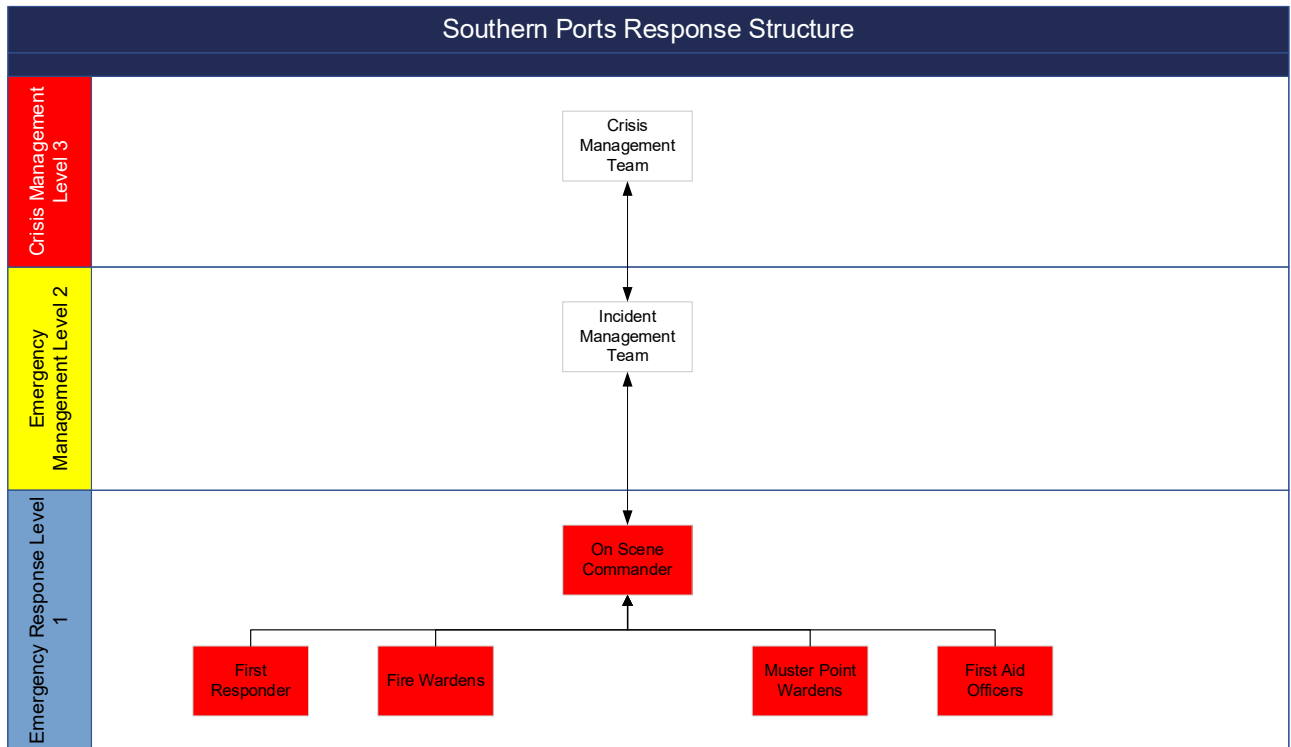 Southern Ports Response Structure
Crisis Management
Level 3
Crisis
Management
Team
Emergency
Management Level 2
Incident
Management
Team
Emergency Response Level
1
On Scene
Commander
First
Responder
Fire Wardens
Muster Point
Wardens
First Aid
Officers